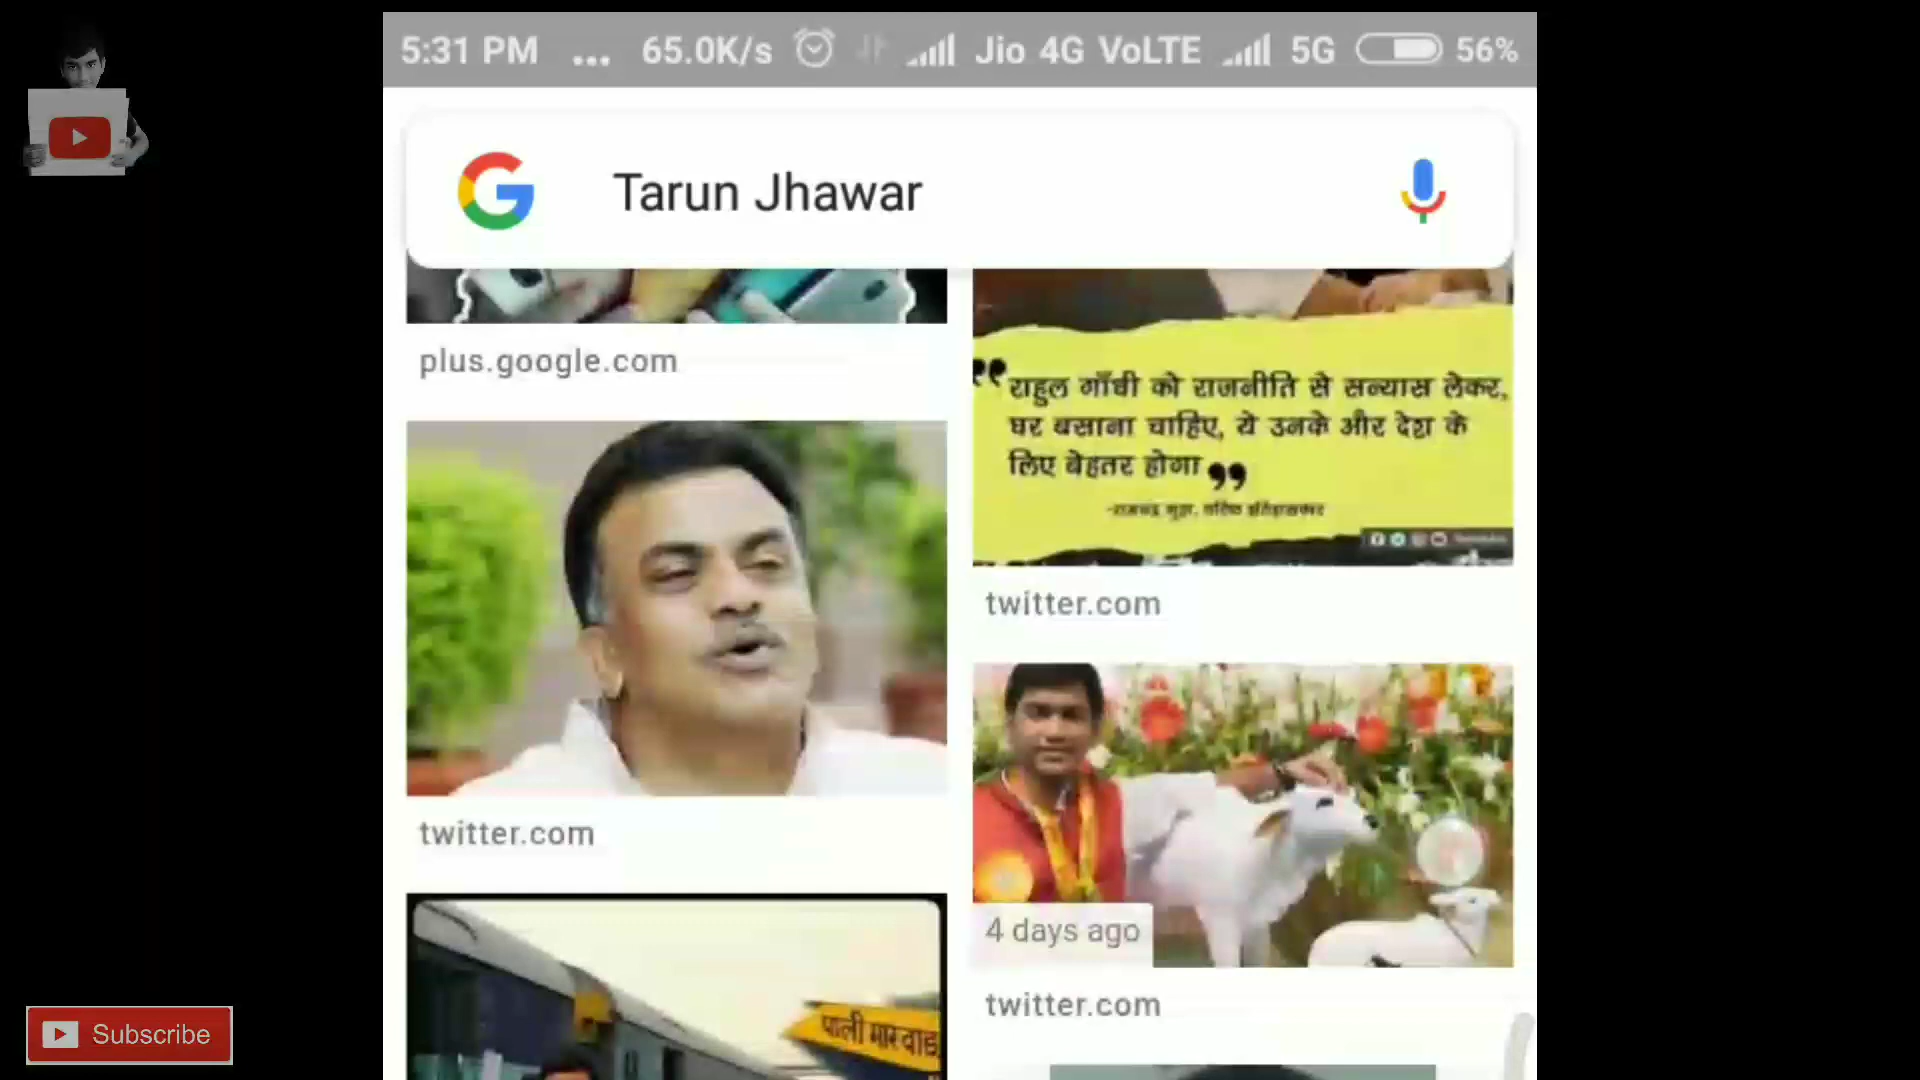 5:31 PM ... 65.0K/s Jio 4G VoLTE 5G 56%
Tarun Jhawar
plus.google.com
राहुल गाँधी को राजनीति से सन्यास लेकर,
घर बसाना चाहिए, ये उनके और देश के
लिए बेहतर होगा
twitter.com
twitter.com
4 days ago
twitter.com
पाली मारवाड़
Subscribe